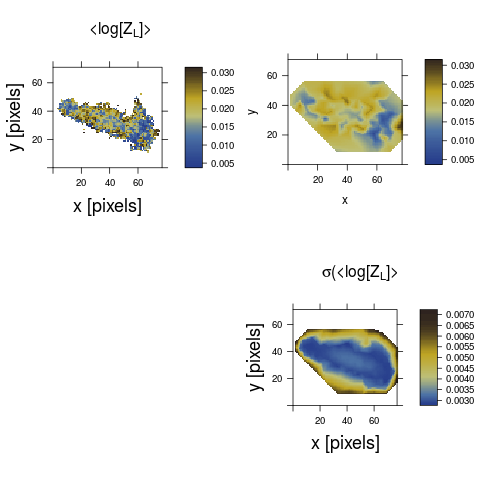 <log[Z_L]>
60
40
20
20 40 60
y [pixels]
x [pixels]
0.030
0.025
0.020
0.015
0.010
0.005
60
40
20
20 40 60
y
x
0.030
0.025
0.020
0.015
0.010
0.005
σ(<log[Z_L]>
60
40
20
20 40 60
y [pixels]
x [pixels]
0.0070
0.0065
0.0060
0.0055
0.0050
0.0045
0.0040
0.0035
0.0030